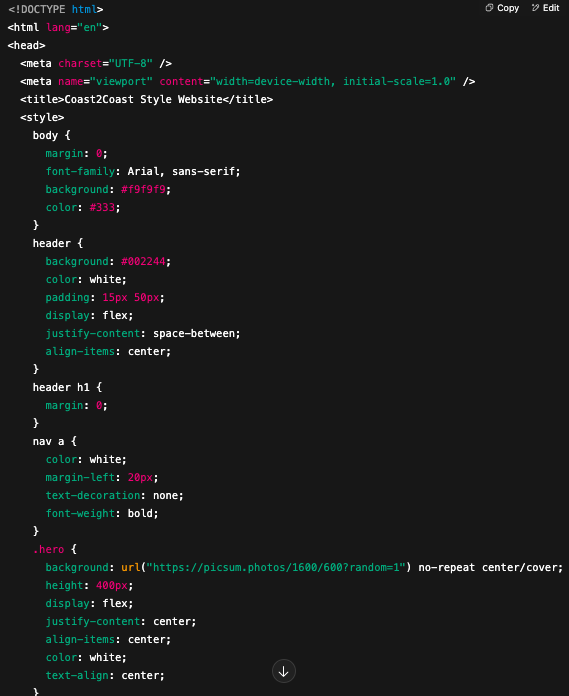 <!DOCTYPE html>
Copy Edit
<html lang="en">
<head>
  <meta charset="UTF-8" />
  <meta name="viewport" content="width=device-width, initial-scale=1.0" />
  <title>Coast2Coast Style Website</title>
  <style>
    body {
      margin: 0;
      font-family: Arial, sans-serif;
      background: #f9f9f9;
      color: #333;
    }
    header {
      background: #002244;
      color: white;
      padding: 15px 50px;
      display: flex;
      justify-content: space-between;
      align-items: center;
    }
    header h1 {
      margin: 0;
    }
    nav a {
      color: white;
      margin-left: 20px;
      text-decoration: none;
      font-weight: bold;
    }
    .hero {
      background: url("https://picsum.photos/1600/600?random=1") no-repeat center/cover;
      height: 400px;
      display: flex;
      justify-content: center;
      align-items: center;
      color: white;
      text-align: center;
    }